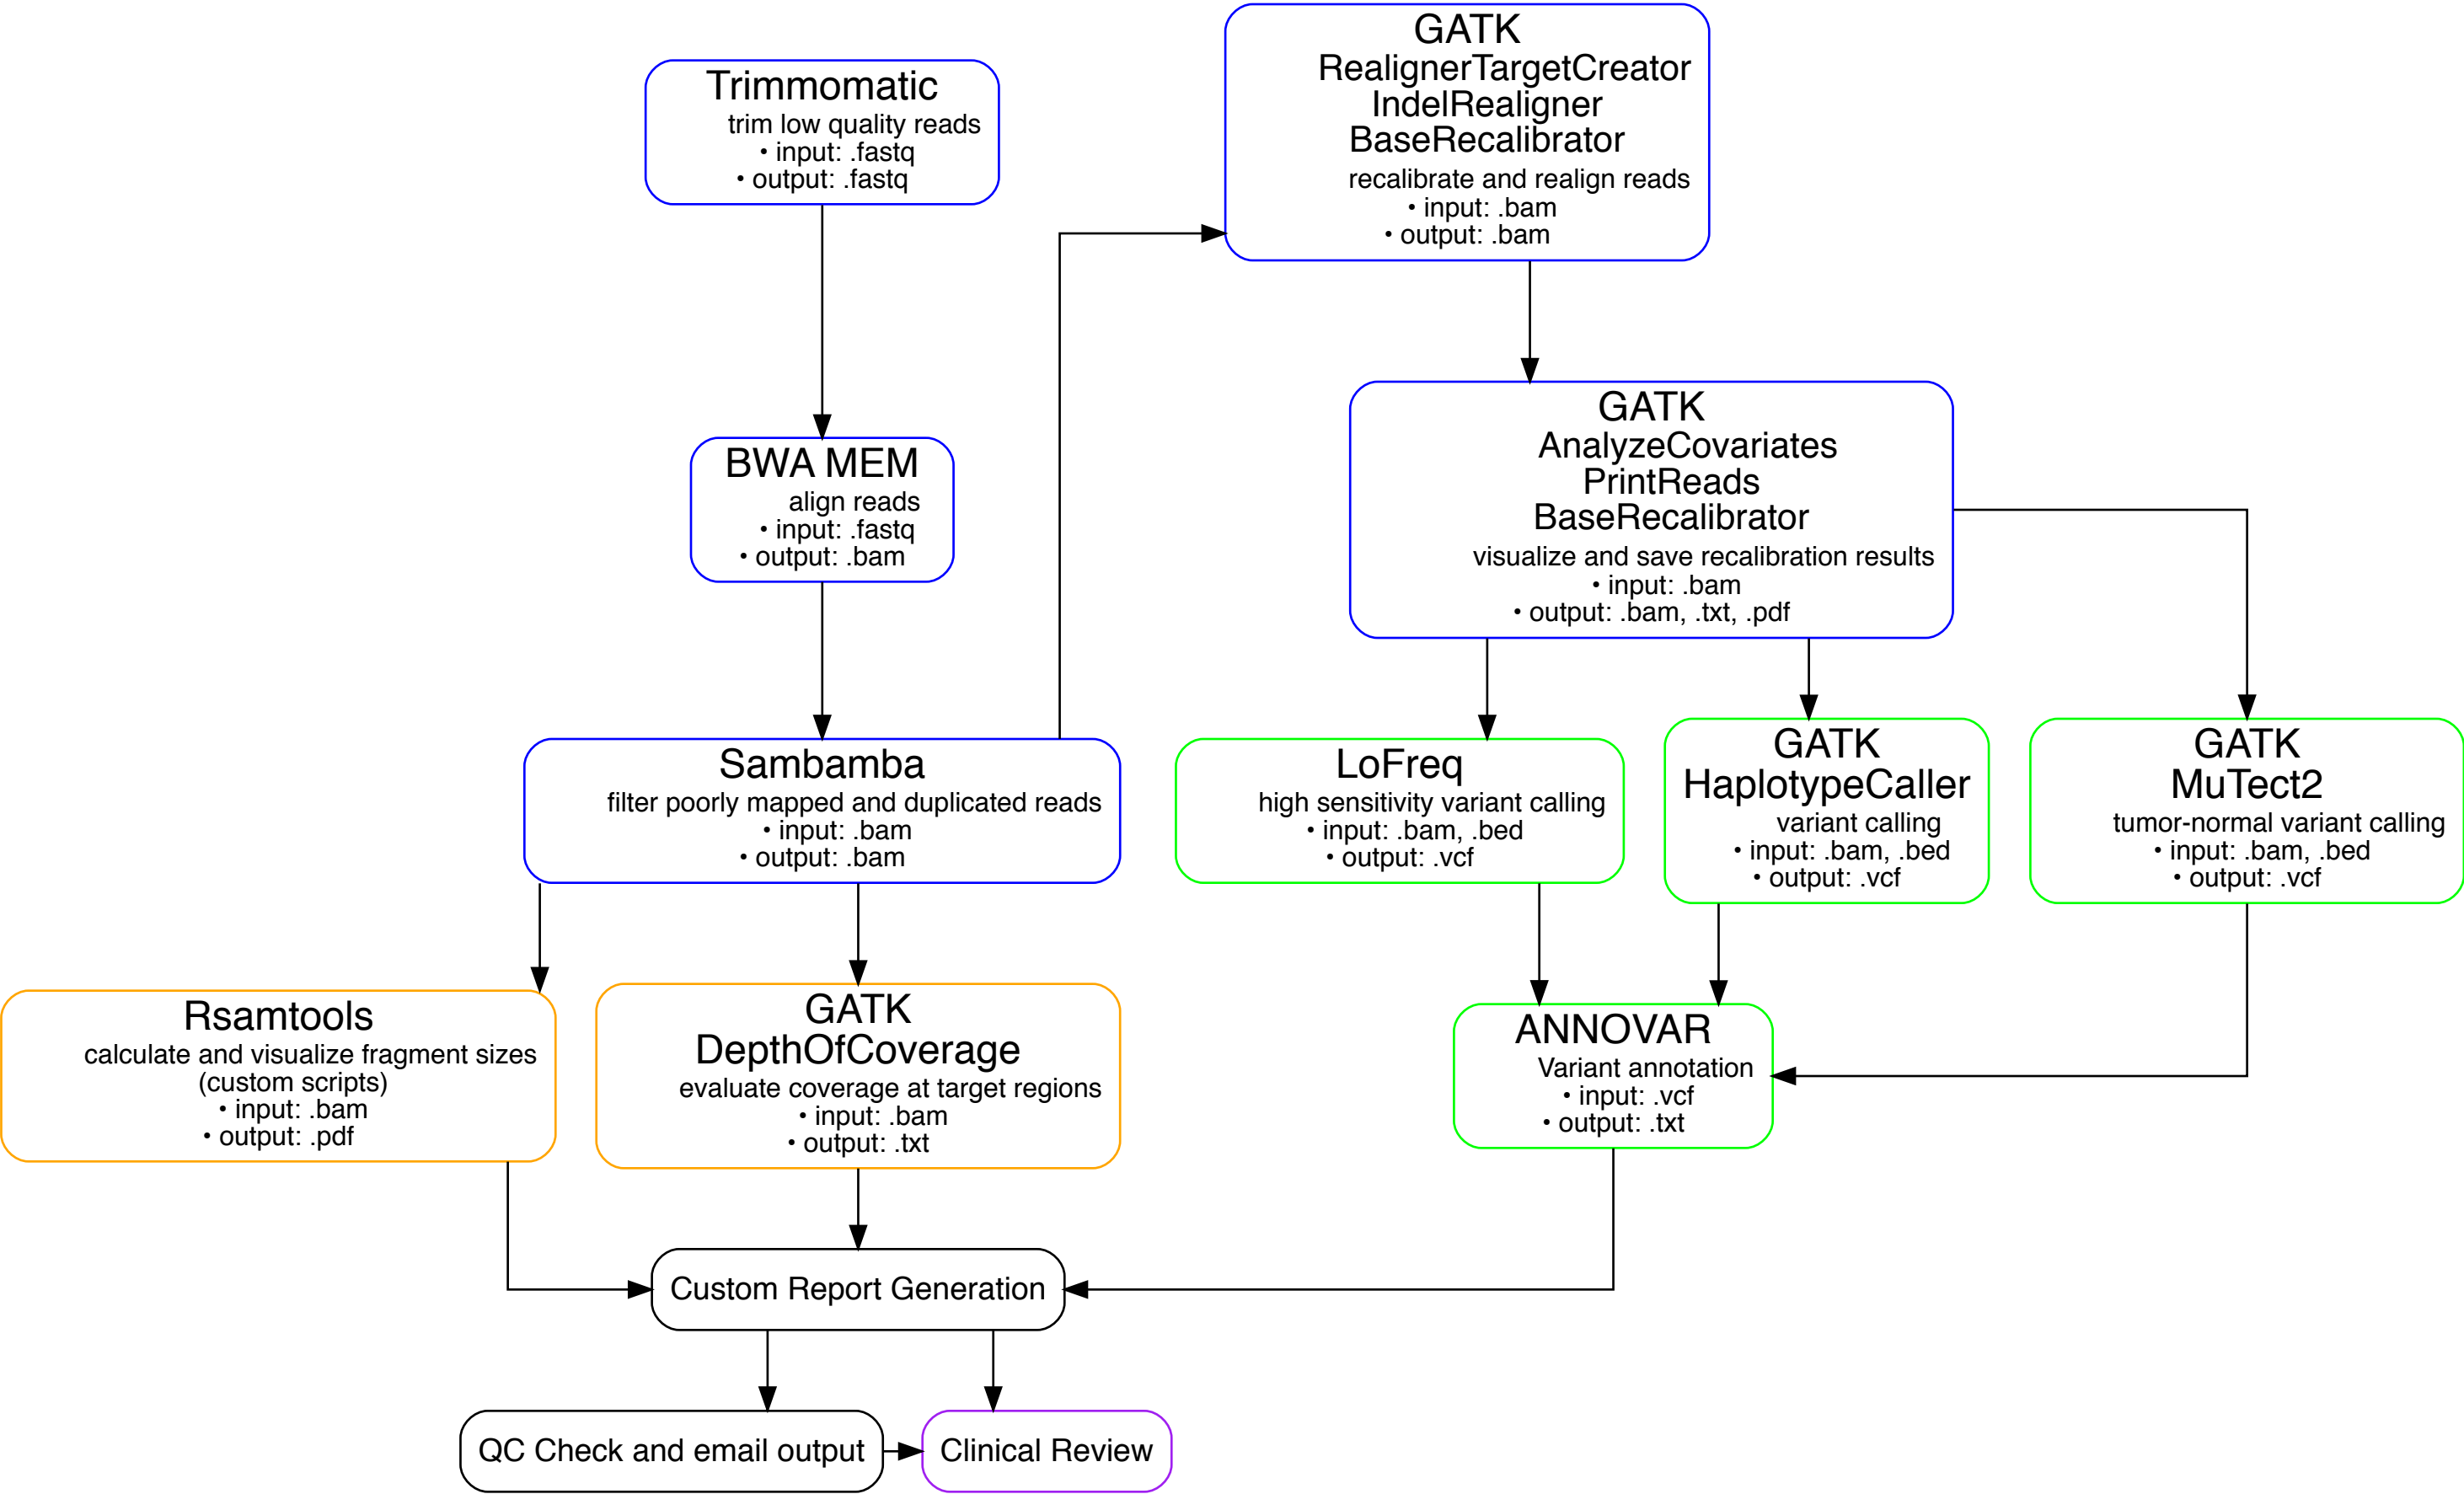 Trimmomatic
trim low quality reads
• input: .fastq
• output: .fastq
GATK
RealignerTargetCreator
IndelRealigner
BaseRecalibrator
recalibrate and realign reads
• input: .bam
• output: .bam
BWA MEM
align reads
• input: .fastq
• output: .bam
GATK
AnalyzeCovariates
PrintReads
BaseRecalibrator
visualize and save recalibration results
• input: .bam
• output: .bam, .txt, .pdf
Sambamba
filter poorly mapped and duplicated reads
• input: .bam
• output: .bam
LoFreq
high sensitivity variant calling
• input: .bam, .bed
• output: .vcf
GATK
HaplotypeCaller
variant calling
• input: .bam, .bed
• output: .vcf
GATK
MuTect2
tumor-normal variant calling
• input: .bam, .bed
• output: .vcf
Rsamtools
calculate and visualize fragment sizes
(custom scripts)
• input: .bam
• output: .pdf
GATK
DepthOfCoverage
evaluate coverage at target regions
• input: .bam
• output: .txt
ANNOVAR
Variant annotation
• input: .vcf
• output: .txt
Custom Report Generation
QC Check and email output
Clinical Review